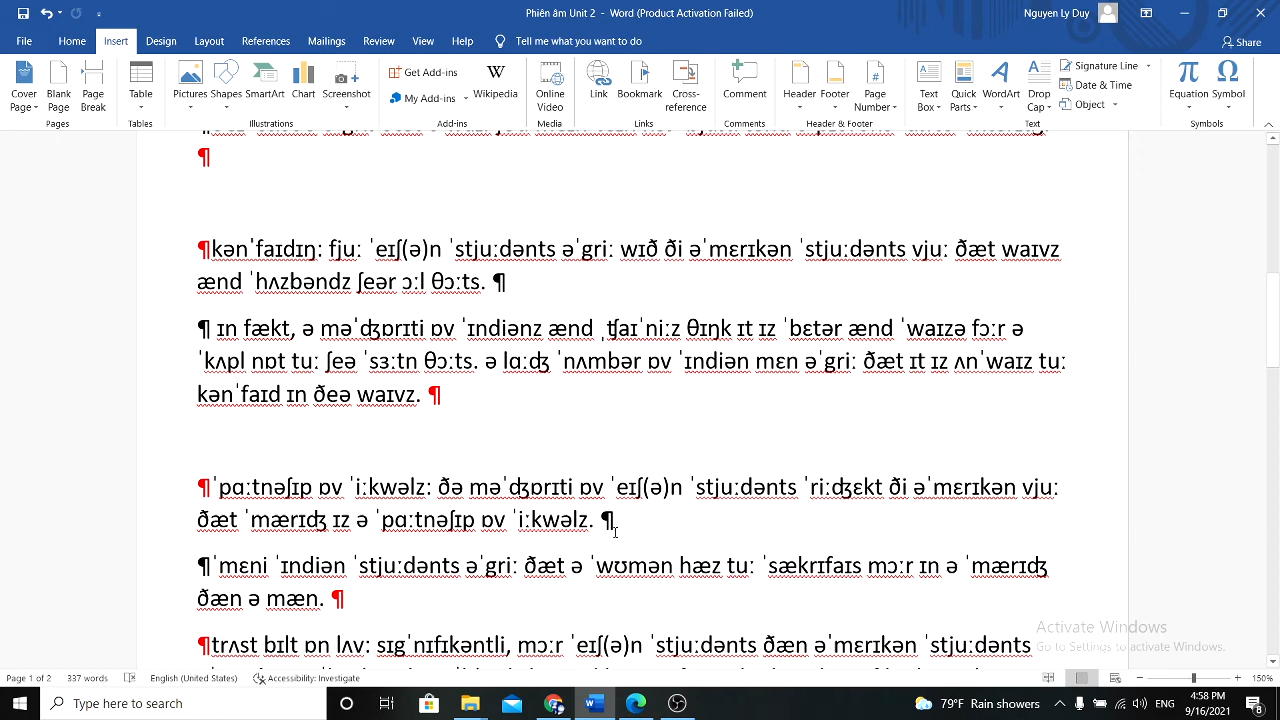 Phiên âm Unit 2 - Word (Product Activation Failed)
Nguyen Ly Duy
File Home Insert Design Layout References Mailings Review View Help Tell me what you want to do Share
Cover Page Blank Page Page Break
Pages
Table
Tables
Pictures Shapes SmartArt Chart Screenshot
Illustrations
Get Add-ins
My Add-ins
Wikipedia
Add-ins
Online Video
Media
Link Bookmark Cross-reference
Links
Comment
Comments
Header Footer Page Number
Header & Footer
Text Box Quick Parts WordArt Drop Cap
Signature Line
Date & Time
Object
Text
Equation Symbol
Symbols
¶
¶kənˈfaɪdɪŋ: fjuː ˈeɪʃ(ə)n ˈstjuːdənts əˈgriː wɪð ði əˈmɛrɪkən ˈstjuːdənts vjuː ðæt waɪvz
ænd ˈhʌzbəndz ʃeər ɔːl θɔːts. ¶
¶ ɪn fækt, ə məˈʤɒrɪti ɒv ˈɪndiənz ænd ˌʧaɪˈniːz θɪŋk ɪt ɪz ˈbɛtər ænd ˈwaɪzə fɔːr ə
ˈkʌpl nɒt tuː ʃeə ˈsɜːtn θɔːts. ə lɑːʤ ˈnʌmbər ɒv ˈɪndiən mɛn əˈgriː ðæt ɪt ɪz ʌnˈwaɪz tuː
kənˈfaɪd ɪn ðeə waɪvz. ¶
¶ˈpɑːtnəʃɪp ɒv ˈiːkwəlz: ðə məˈʤɒrɪti ɒv ˈeɪʃ(ə)n ˈstjuːdənts ˈriːʤɛkt ði əˈmɛrɪkən vjuː
ðæt ˈmærɪʤ ɪz ə ˈpɑːtnəʃɪp ɒv ˈiːkwəlz. ¶
¶ˈmɛni ˈɪndiən ˈstjuːdənts əˈgriː ðæt ə ˈwʊmən hæz tuː ˈsækrɪfaɪs mɔːr ɪn ə ˈmærɪʤ
ðæn ə mæn. ¶
¶trʌst bɪlt ɒn lʌv: sɪgˈnɪfɪkəntli, mɔːr ˈeɪʃ(ə)n ˈstjuːdənts ðæn əˈmɛrɪkən ˈstjuːdənts
Activate Windows
Go to Settings to activate Windows.
Page 1 of 2 337 words English (United States) Accessibility: Investigate 150%
Type here to search
79°F Rain showers ENG 4:58 PM
9/16/2021 8